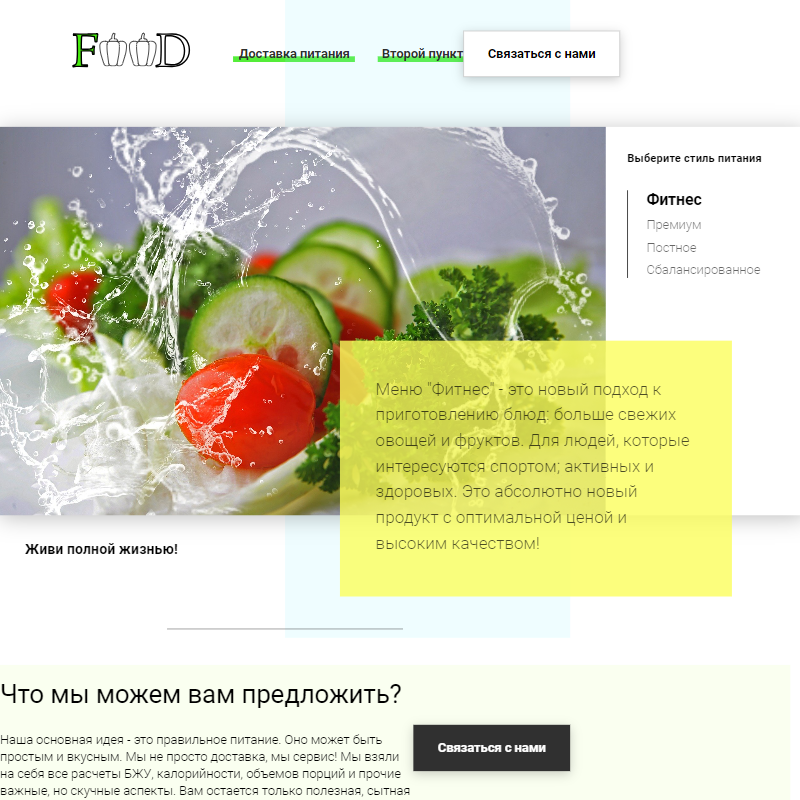 FOOD
Доставка питания
Второй пункт
Связаться с нами
Выберите стиль питания
Фитнес
Премиум
Постное
Сбалансированное
Меню "Фитнес" - это новый подход к
приготовлению блюд: больше свежих
овощей и фруктов. Для людей, которые
интересуются спортом; активных и
здоровых. Это абсолютно новый
продукт с оптимальной ценой и
высоким качеством!
Живи полной жизнью!
Что мы можем вам предложить?
Наша основная идея - это правильное питание. Оно может быть
простым и вкусным. Мы не просто доставка, мы сервис! Мы взяли
на себя все расчеты БЖУ, калорийности, объемов порций и прочие
важные, но скучные аспекты. Вам остается только полезная, сытная
Связаться с нами